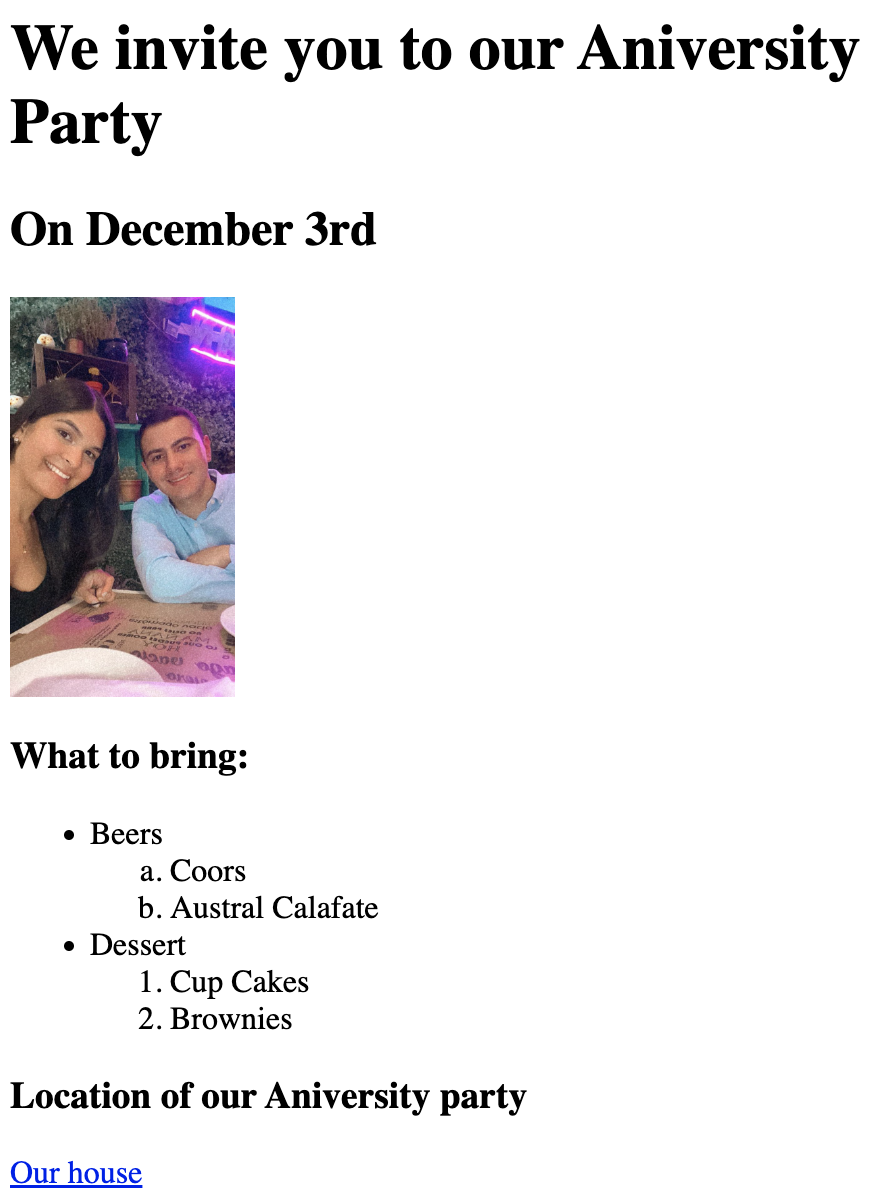 We invite you to our Aniversity
Party
On December 3rd
What to bring:
• Beers
a. Coors
b. Austral Calafate
• Dessert
1. Cup Cakes
2. Brownies
Location of our Aniversity party
Our house